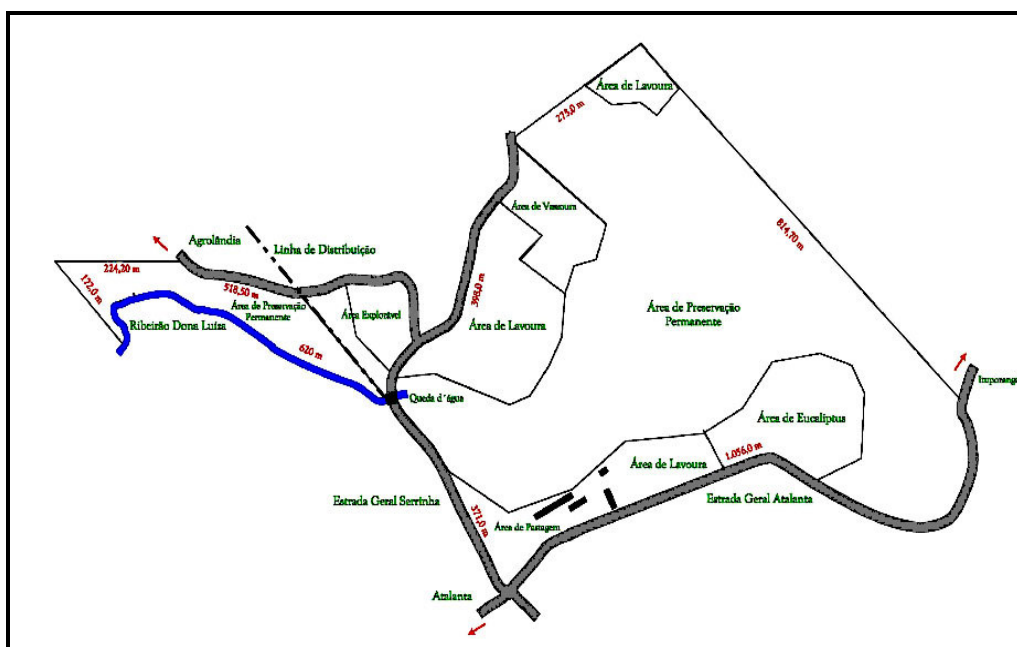 Área de Lavoura
275,0 m
Área de Vassoura
814,70 m
Agrolândia
Linha de Distribuição
224,20 m
172,0 m
518,50 m
Área de Preservação
Permanente
Ribeirão Dona Luíza
Área Explorável
398,0 m
Área de Lavoura
Área de Preservação
Permanente
620 m
Ituporanga
Queda d´água
Área de Eucaliptus
Área de Lavoura
1.056,0 m
Estrada Geral Serrinha
Estrada Geral Atalanta
371,0 m
Área de Pastagem
Atalanta